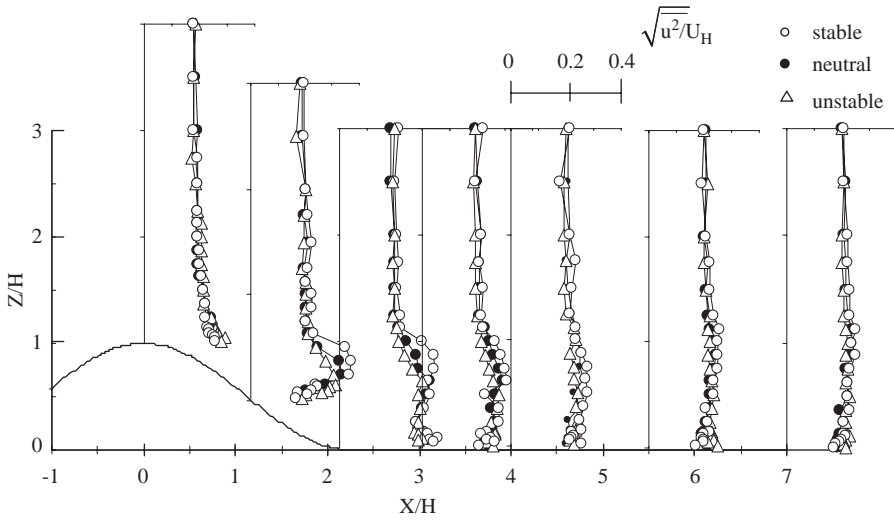 √u²/U_H
0 0.2 0.4
stable
neutral
unstable
3
2
1
0
Z/H
-1 0 1 2 3 4 5 6 7
X/H